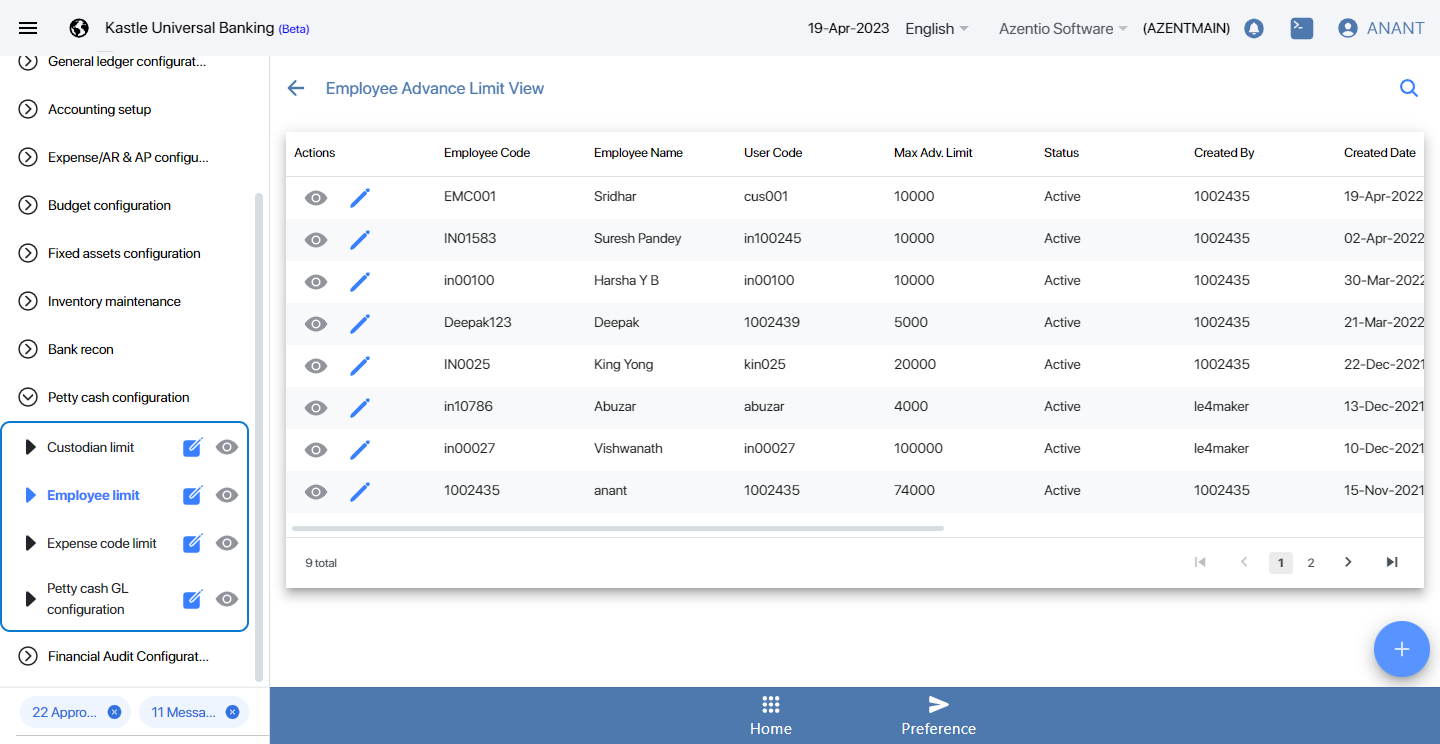 Kastle Universal Banking (Beta)
19-Apr-2023
English
Azentio Software
(AZENTMAIN)
ANANT
General ledger configurat...
Accounting setup
Expense/AR & AP configu...
Budget configuration
Fixed assets configuration
Inventory maintenance
Bank recon
Petty cash configuration
Custodian limit
Employee limit
Expense code limit
Petty cash GL
configuration
Financial Audit Configurat...
22 Appro...
11 Messa...
Employee Advance Limit View
Actions Employee Code Employee Name User Code Max Adv. Limit Status Created By Created Date
EMC001 Sridhar cus001 10000 Active 1002435 19-Apr-2022
IN01583 Suresh Pandey in100245 10000 Active 1002435 02-Apr-2022
in00100 Harsha Y B in00100 10000 Active 1002435 30-Mar-2022
Deepak123 Deepak 1002439 5000 Active 1002435 21-Mar-2022
IN0025 King Yong kin025 20000 Active 1002435 22-Dec-2021
in10786 Abuzar abuzar 4000 Active le4maker 13-Dec-2021
in00027 Vishwanath in00027 100000 Active le4maker 10-Dec-2021
1002435 anant 1002435 74000 Active 1002435 15-Nov-2021
9 total
1 2
Home
Preference